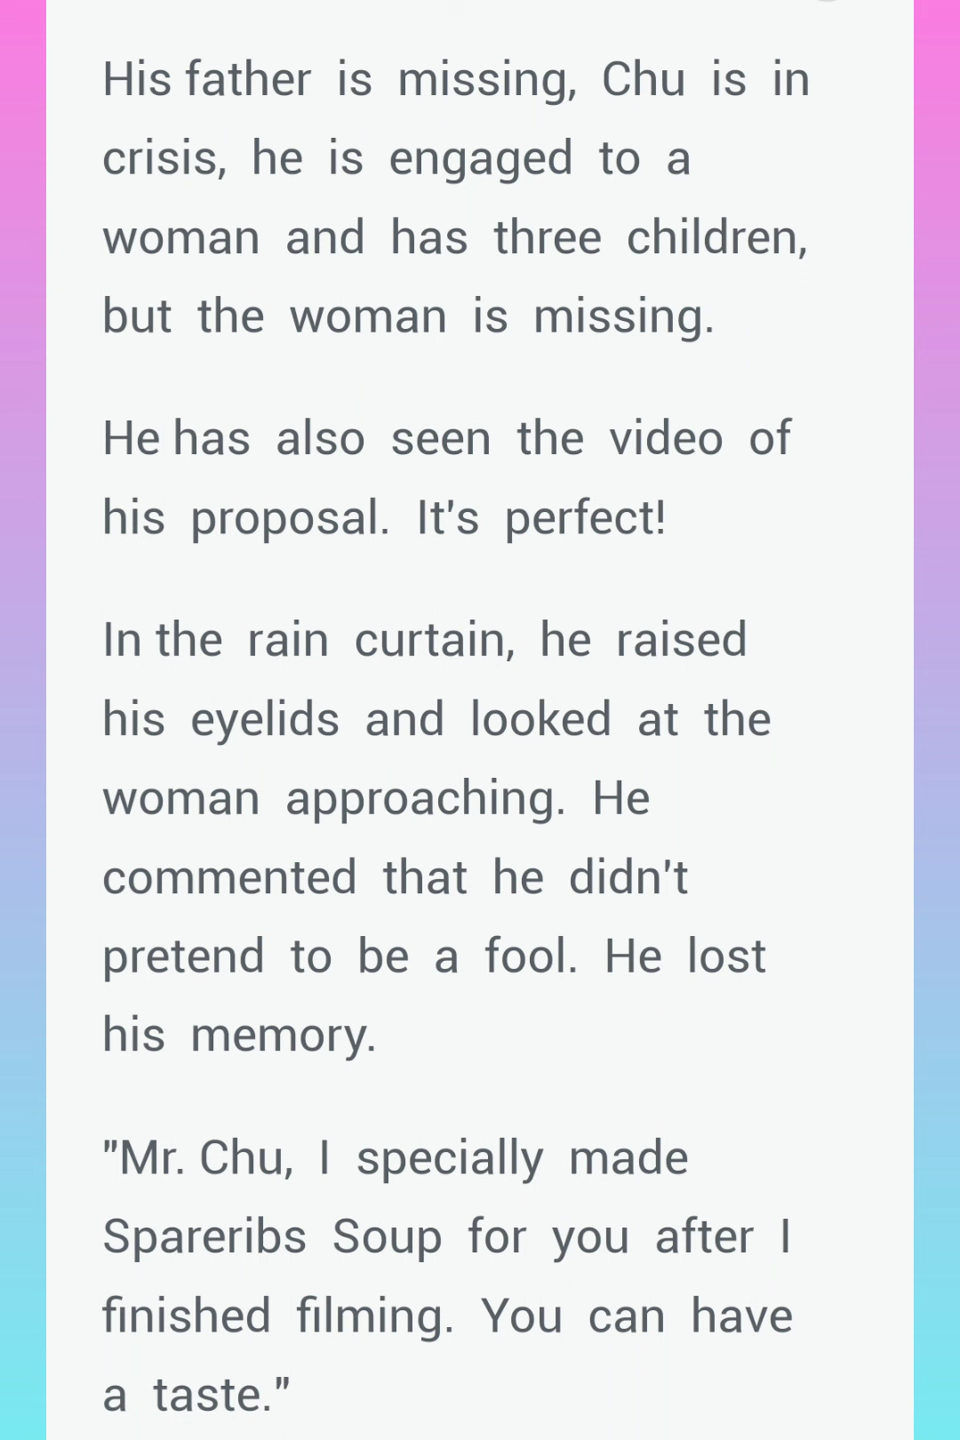 His father is missing, Chu is in
crisis, he is engaged to a
woman and has three children,
but the woman is missing.
He has also seen the video of
his proposal. It's perfect!
In the rain curtain, he raised
his eyelids and looked at the
woman approaching. He
commented that he didn't
pretend to be a fool. He lost
his memory.
"Mr. Chu, I specially made
Spareribs Soup for you after I
finished filming. You can have
a taste."